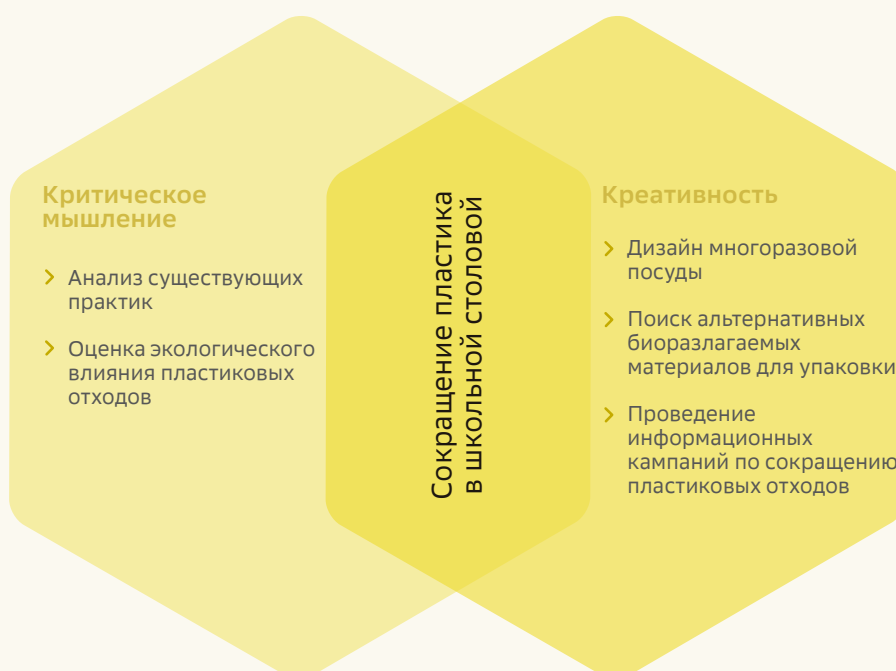 Критическое
мышление
Анализ существующих
практик
Оценка экологического
влияния пластиковых
отходов
Сокращение пластика
в школьной столовой
Креативность
Дизайн многоразовой
посуды
Поиск альтернативных
биоразлагаемых
материалов для упаковки
Проведение
информационных
кампаний по сокращению
пластиковых отходов